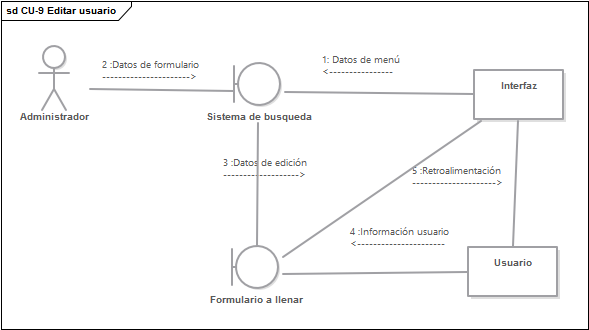 sd CU-9 Editar usuario
2 :Datos de formulario
---------------------->
1: Datos de menú
<----------------
Administrador
Sistema de busqueda
Interfaz
3 :Datos de edición
------------------->
5 :Retroalimentación
--------------------->
4 :Información usuario
<----------------------
Formulario a llenar
Usuario